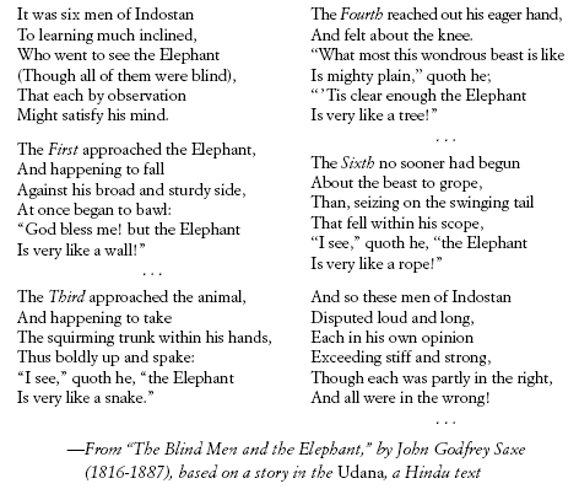 It was six men of Indostan
To learning much inclined,
Who went to see the Elephant
(Though all of them were blind),
That each by observation
Might satisfy his mind.
The First approached the Elephant,
And happening to fall
Against his broad and sturdy side,
At once began to bawl:
“God bless me! but the Elephant
Is very like a wall!”
. . .
The Third approached the animal,
And happening to take
The squirming trunk within his hands,
Thus boldly up and spake:
“I see,” quoth he, “the Elephant
Is very like a snake.”
The Fourth reached out his eager hand,
And felt about the knee.
“What most this wondrous beast is like
Is mighty plain,” quoth he;
“’Tis clear enough the Elephant
Is very like a tree!”
. . .
The Sixth no sooner had begun
About the beast to grope,
Than, seizing on the swinging tail
That fell within his scope,
“I see,” quoth he, “the Elephant
Is very like a rope!”
And so these men of Indostan
Disputed loud and long,
Each in his own opinion
Exceeding stiff and strong,
Though each was partly in the right,
And all were in the wrong!
. . .
—From “The Blind Men and the Elephant,” by John Godfrey Saxe
(1816-1887), based on a story in the Udana, a Hindu text